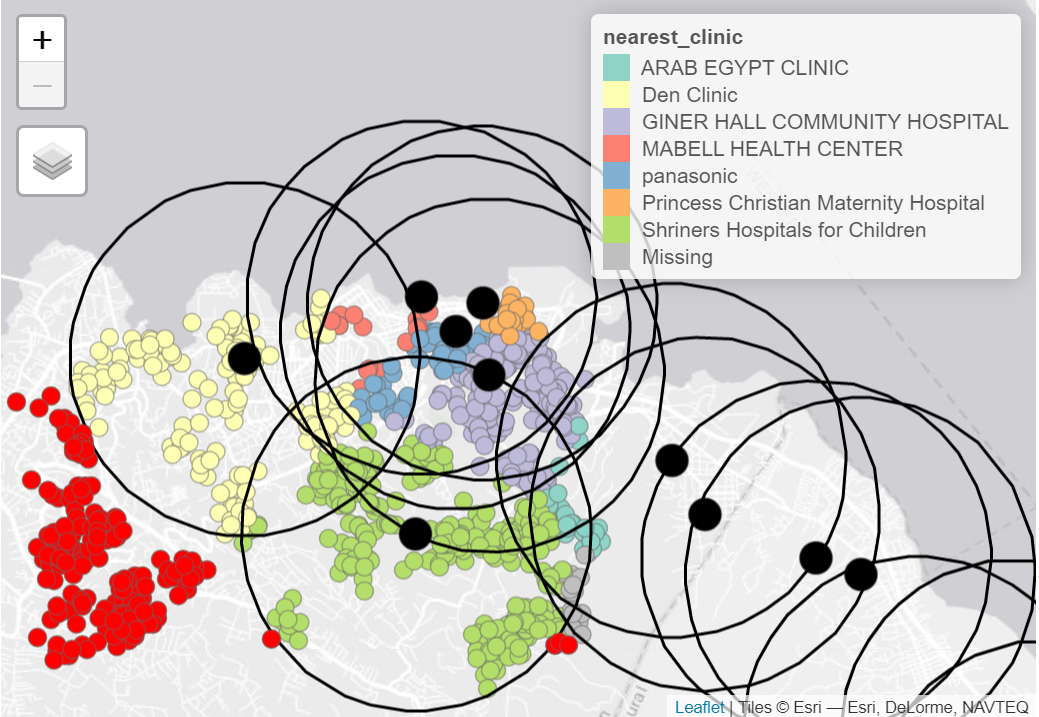 +
−
nearest_clinic
ARAB EGYPT CLINIC
Den Clinic
GINER HALL COMMUNITY HOSPITAL
MABELL HEALTH CENTER
panasonic
Princess Christian Maternity Hospital
Shriners Hospitals for Children
Missing
ural
Leaflet | Tiles © Esri — Esri, DeLorme, NAVTEQ